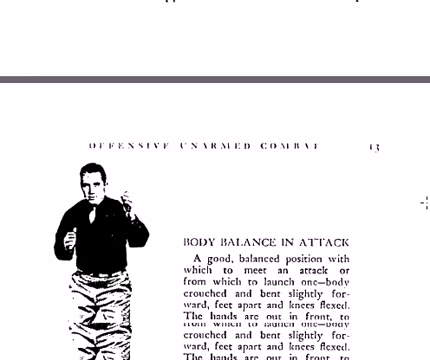 OFFENSIVE UNARMED COMBAT 13
BODY BALANCE IN ATTACK
A good, balanced position with
which to meet an attack or
from which to launch one—body
crouched and bent slightly for-
ward, feet apart and knees flexed.
The hands are out in front, to
from which to launch one—body
crouched and bent slightly for-
ward, feet apart and knees flexed.
The hands are out in front, to